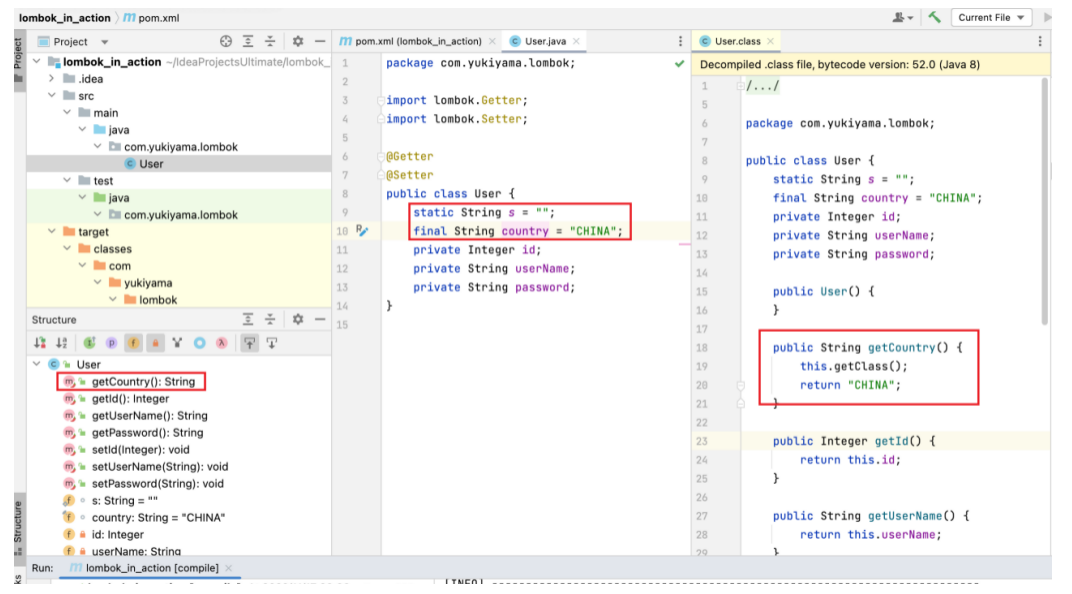 lombok_in_action pom.xml
Current File
Project
Project
lombok_in_action ~/IdeaProjectsUltimate/lombok_
.idea
src
main
java
com.yukiyama.lombok
User
test
java
com.yukiyama.lombok
target
classes
com
yukiyama
lombok
Structure
User
getCountry(): String
getId(): Integer
getUserName(): String
getPassword(): String
setId(Integer): void
setUserName(String): void
setPassword(String): void
s: String = ""
country: String = "CHINA"
id: Integer
userName: String
Structure
pom.xml (lombok_in_action)
User.java
1 package com.yukiyama.lombok;
2
3 import lombok.Getter;
4 import lombok.Setter;
5
6 @Getter
7 @Setter
8 public class User {
9 static String s = "";
10 final String country = "CHINA";
11 private Integer id;
12 private String userName;
13 private String password;
14 }
15
User.class
Decompiled .class file, bytecode version: 52.0 (Java 8)
1 /.../
5
6 package com.yukiyama.lombok;
7
8 public class User {
9 static String s = "";
10 final String country = "CHINA";
11 private Integer id;
12 private String userName;
13 private String password;
14
15 public User() {
16 }
17
18 public String getCountry() {
19 this.getClass();
20 return "CHINA";
21 }
22
23 public Integer getId() {
24 return this.id;
25 }
26
27 public String getUserName() {
28 return this.userName;
29 }
Run: lombok_in_action [compile]
[INFO]